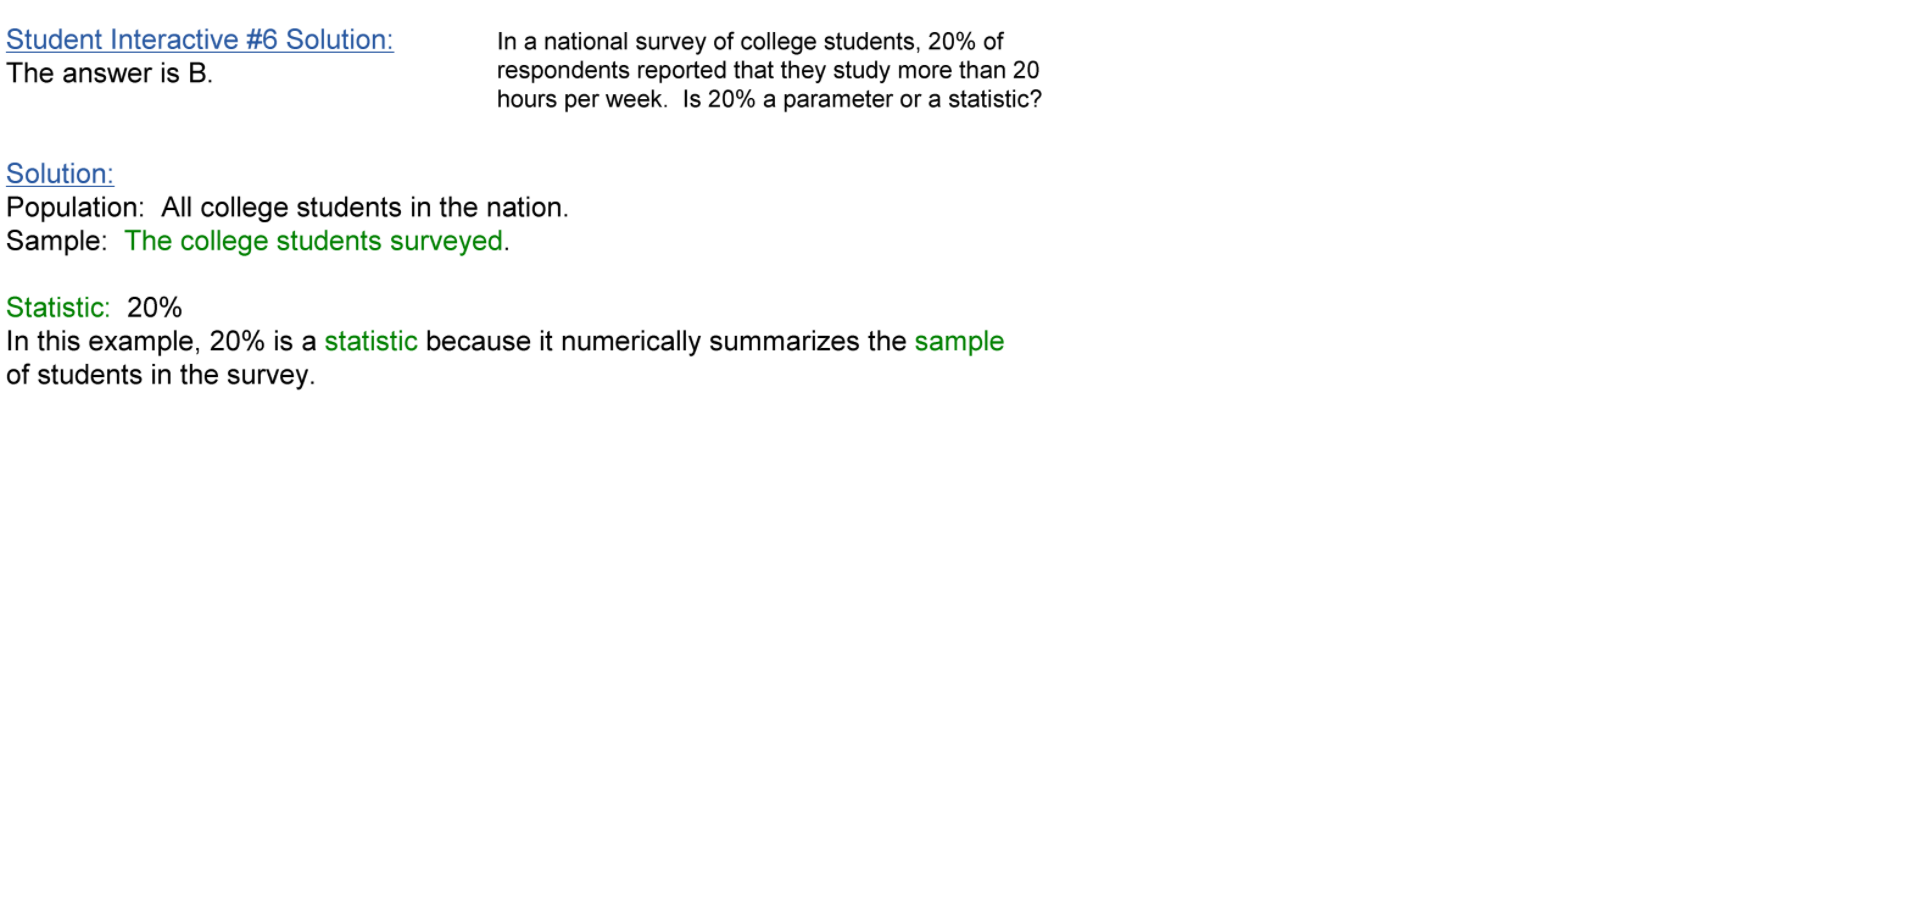 Student Interactive #6 Solution:
The answer is B.
In a national survey of college students, 20% of
respondents reported that they study more than 20
hours per week.  Is 20% a parameter or a statistic?
Solution:
Population:  All college students in the nation.
Sample:  The college students surveyed.
Statistic:  20%
In this example, 20% is a statistic because it numerically summarizes the sample
of students in the survey.